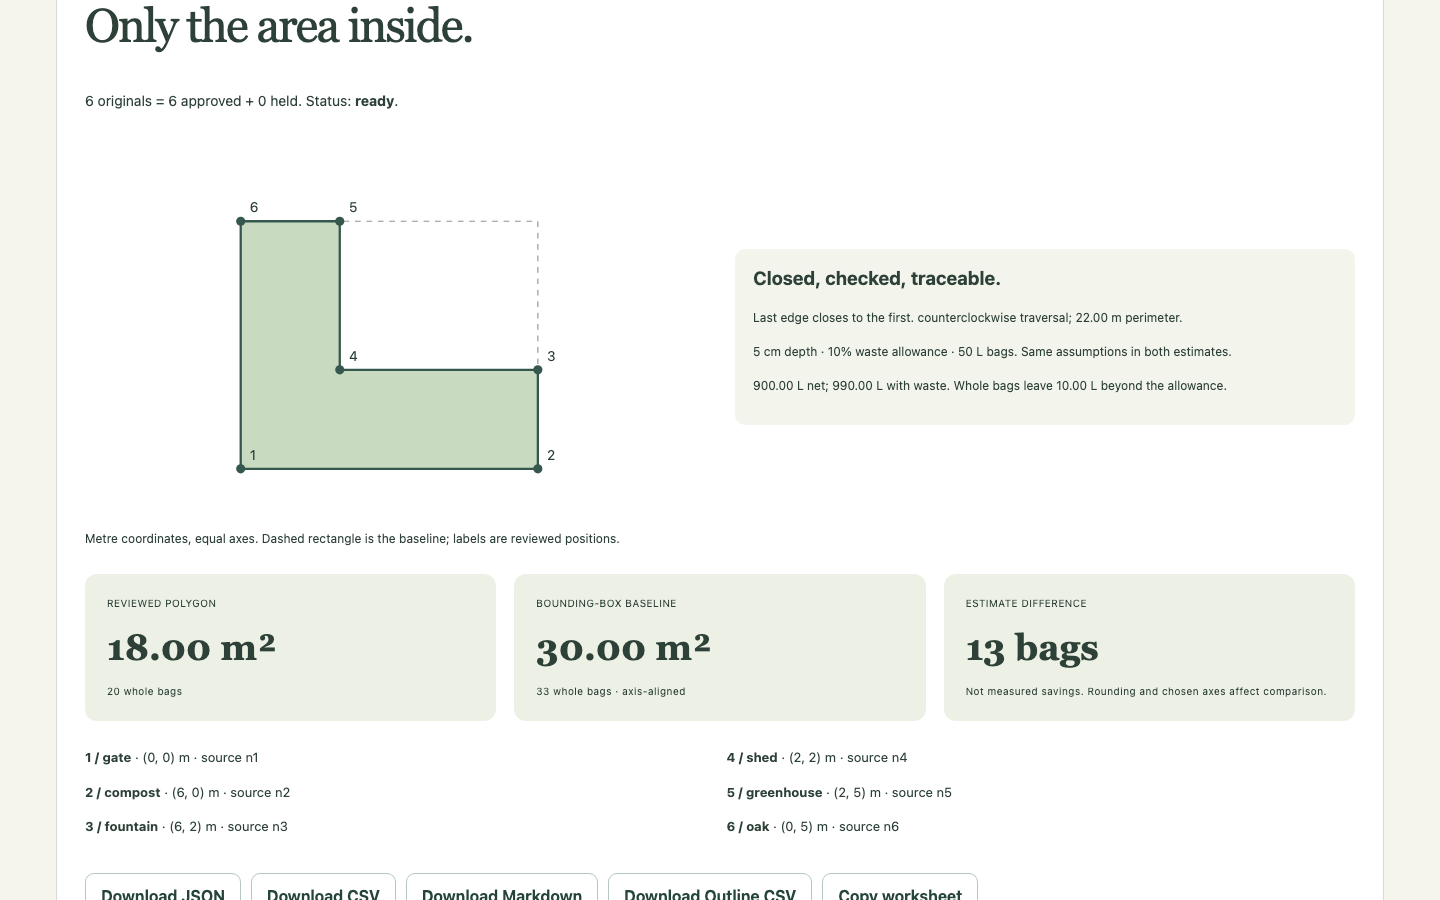 Only the area inside.
6 originals = 6 approved + 0 held. Status: ready.
6
5
4
3
1
2
Closed, checked, traceable.
Last edge closes to the first. counterclockwise traversal; 22.00 m perimeter.
5 cm depth · 10% waste allowance · 50 L bags. Same assumptions in both estimates.
900.00 L net; 990.00 L with waste. Whole bags leave 10.00 L beyond the allowance.
Metre coordinates, equal axes. Dashed rectangle is the baseline; labels are reviewed positions.
REVIEWED POLYGON
18.00 m²
20 whole bags
BOUNDING-BOX BASELINE
30.00 m²
33 whole bags · axis-aligned
ESTIMATE DIFFERENCE
13 bags
Not measured savings. Rounding and chosen axes affect comparison.
1 / gate · (0, 0) m · source n1
2 / compost · (6, 0) m · source n2
3 / fountain · (6, 2) m · source n3
4 / shed · (2, 2) m · source n4
5 / greenhouse · (2, 5) m · source n5
6 / oak · (0, 5) m · source n6
Download JSON
Download CSV
Download Markdown
Download Outline CSV
Copy worksheet